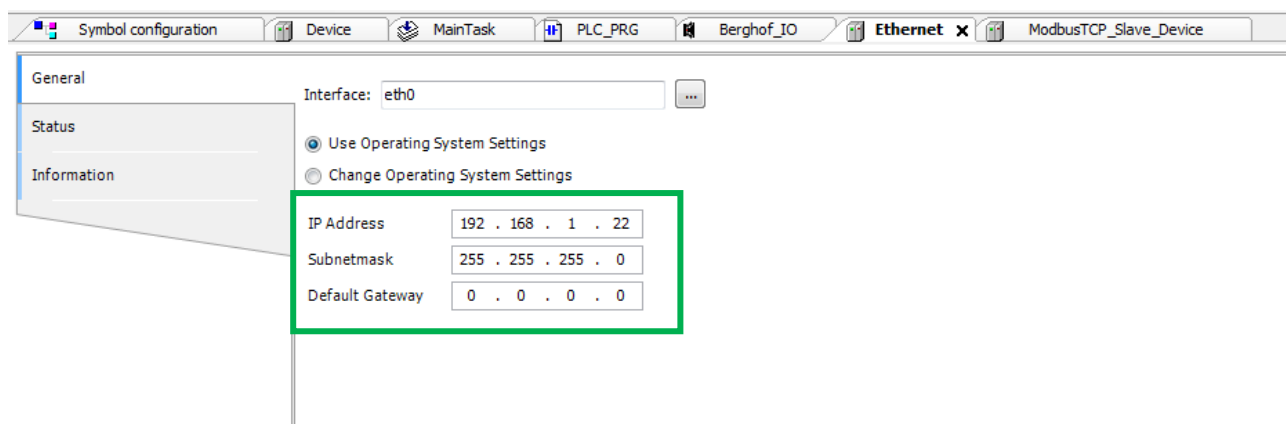 Symbol configuration Device MainTask PLC_PRG Berghof_IO Ethernet x ModbusTCP_Slave_Device
General
Interface: eth0 ...
Status
Use Operating System Settings
Information
Change Operating System Settings
IP Address 192 . 168 . 1 . 22
Subnetmask 255 . 255 . 255 . 0
Default Gateway 0 . 0 . 0 . 0